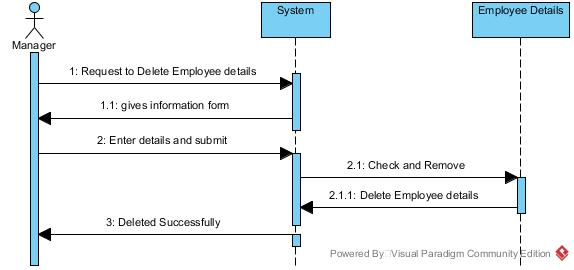 System
Employee Details
Manager
1: Request to Delete Employee details
1.1: gives information form
2: Enter details and submit
2.1: Check and Remove
2.1.1: Delete Employee details
3: Deleted Successfully
Powered By Visual Paradigm Community Edition